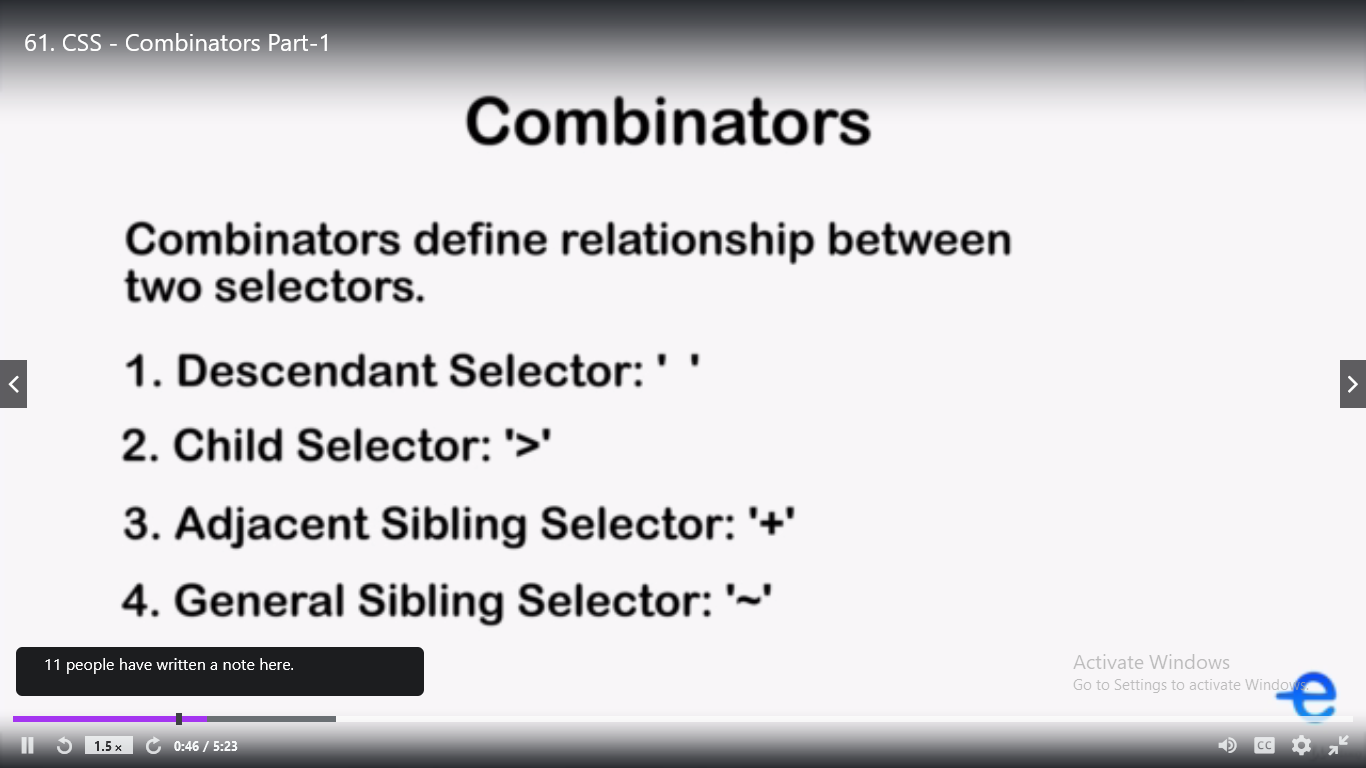 61. CSS - Combinators Part-1
Combinators
Combinators define relationship between
two selectors.
1. Descendant Selector: '  '
2. Child Selector: '>'
3. Adjacent Sibling Selector: '+'
4. General Sibling Selector: '~'
11 people have written a note here.
Activate Windows
Go to Settings to activate Windows.
1.5 x
0:46 / 5:23
CC